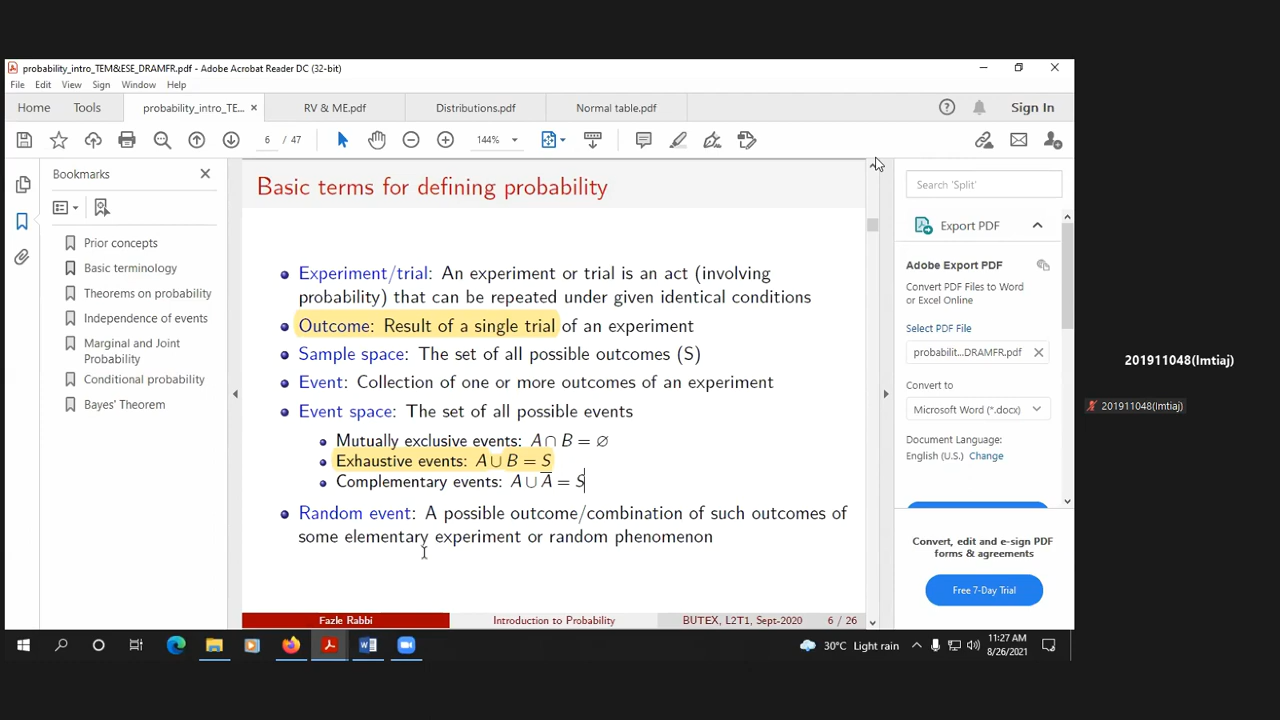 probability_intro_TEM&ESE_DRAMFR.pdf - Adobe Acrobat Reader DC (32-bit)
File Edit View Sign Window Help
Home Tools probability_intro_TE... × RV & ME.pdf Distributions.pdf Normal table.pdf Sign In
6 / 47 144%
Bookmarks
Prior concepts
Basic terminology
Theorems on probability
Independence of events
Marginal and Joint
Probability
Conditional probability
Bayes' Theorem
Basic terms for defining probability
Experiment/trial: An experiment or trial is an act (involving
probability) that can be repeated under given identical conditions
Outcome: Result of a single trial of an experiment
Sample space: The set of all possible outcomes (S)
Event: Collection of one or more outcomes of an experiment
Event space: The set of all possible events
Mutually exclusive events: A ∩ B = ∅
Exhaustive events: A ∪ B = S
Complementary events: A ∪ A̅ = S
Random event: A possible outcome/combination of such outcomes of
some elementary experiment or random phenomenon
Fazle Rabbi Introduction to Probability BUTEX, L2T1, Sept-2020 6 / 26
Search 'Split'
Export PDF
Adobe Export PDF
Convert PDF Files to Word
or Excel Online
Select PDF File
probabilit...DRAMFR.pdf
Convert to
Microsoft Word (*.docx)
Document Language:
English (U.S.) Change
Convert, edit and e-sign PDF
forms & agreements
Free 7-Day Trial
201911048(Imtiaj)
201911048(Imtiaj)
30°C Light rain
11:27 AM
8/26/2021